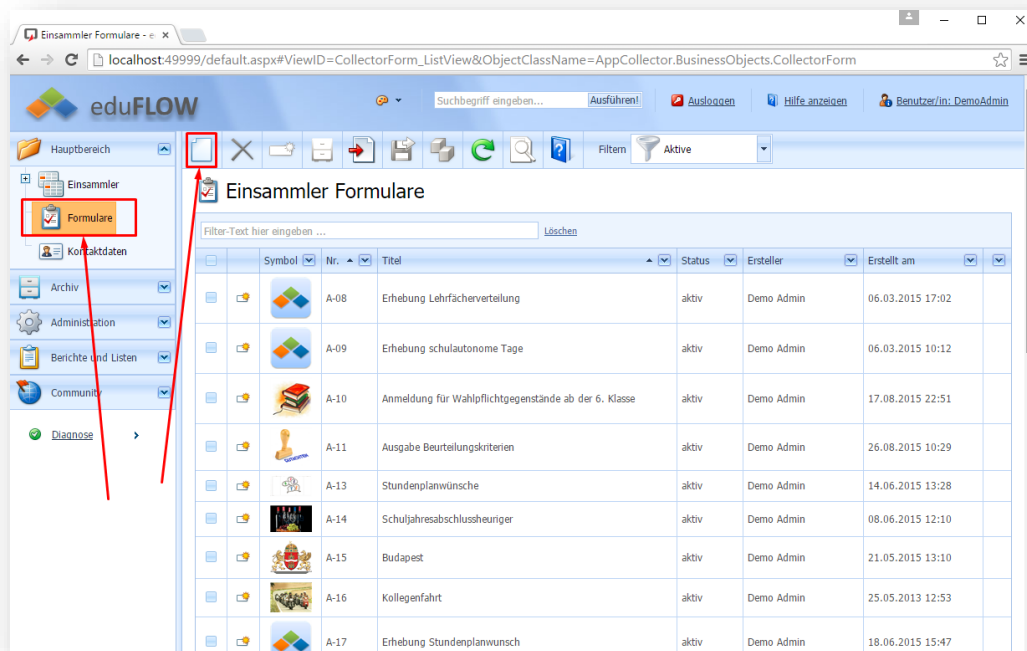 Einsammler Formulare - e
localhost:49999/default.aspx#ViewID=CollectorForm_ListView&ObjectClassName=AppCollector.BusinessObjects.CollectorForm
eduFLOW
Suchbegriff eingeben... Ausführen! Ausloggen Hilfe anzeigen Benutzer/in: DemoAdmin
Hauptbereich
Einsammler
Formulare
Kontaktdaten
Archiv
Administration
Berichte und Listen
Community
Diagnose
Filtern Aktive
Einsammler Formulare
Filter-Text hier eingeben ... Löschen
Symbol Nr. Titel Status Ersteller Erstellt am
A-08 Erhebung Lehrfächerverteilung aktiv Demo Admin 06.03.2015 17:02
A-09 Erhebung schulautonome Tage aktiv Demo Admin 06.03.2015 10:12
A-10 Anmeldung für Wahlpflichtgegenstände ab der 6. Klasse aktiv Demo Admin 17.08.2015 22:51
A-11 Ausgabe Beurteilungskriterien aktiv Demo Admin 26.08.2015 10:29
A-13 Stundenplanwünsche aktiv Demo Admin 14.06.2015 13:28
A-14 Schuljahresabschlussheuriger aktiv Demo Admin 08.06.2015 12:10
A-15 Budapest aktiv Demo Admin 21.05.2015 13:10
A-16 Kollegenfahrt aktiv Demo Admin 25.05.2013 12:53
A-17 Erhebung Stundenplanwunsch aktiv Demo Admin 18.06.2015 15:47